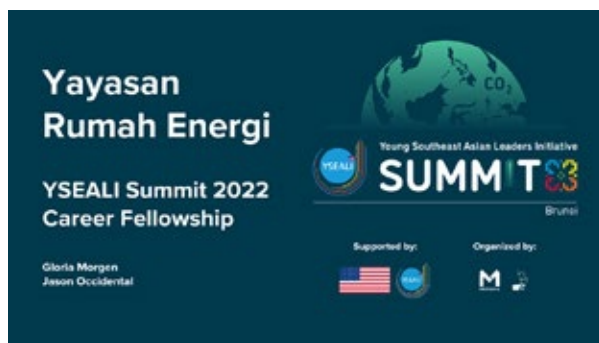 Yayasan
Rumah Energi
YSEALI Summit 2022
Career Fellowship
Gloria Morgen
Jason Occidental
CO2
Young Southeast Asian Leaders Initiative
YSEALI
SUMMIT
Brunei
Supported by:
Organized by:
YSEALI
M